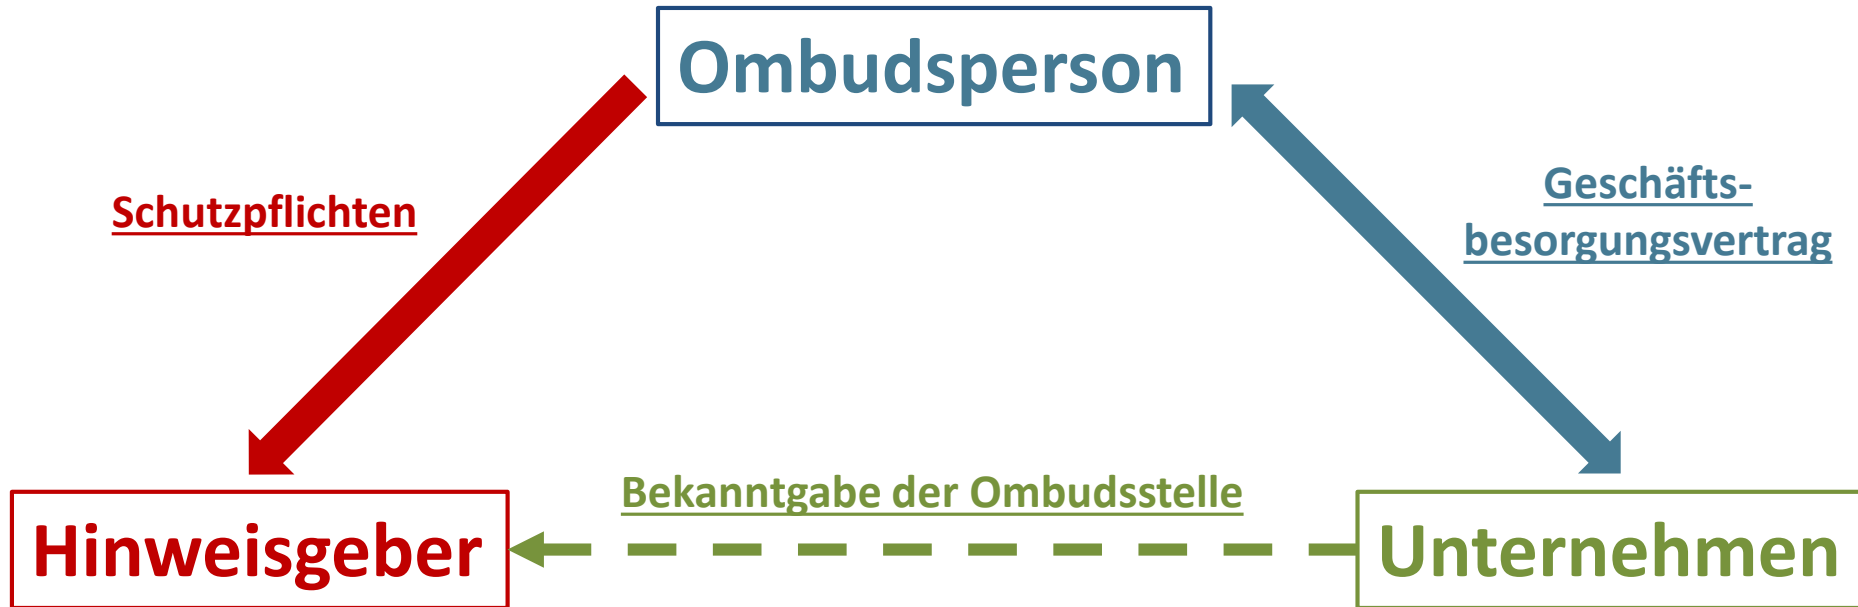 Ombudsperson
Schutzpflichten
Geschäfts-
besorgungsvertrag
Bekanntgabe der Ombudsstelle
Hinweisgeber
Unternehmen